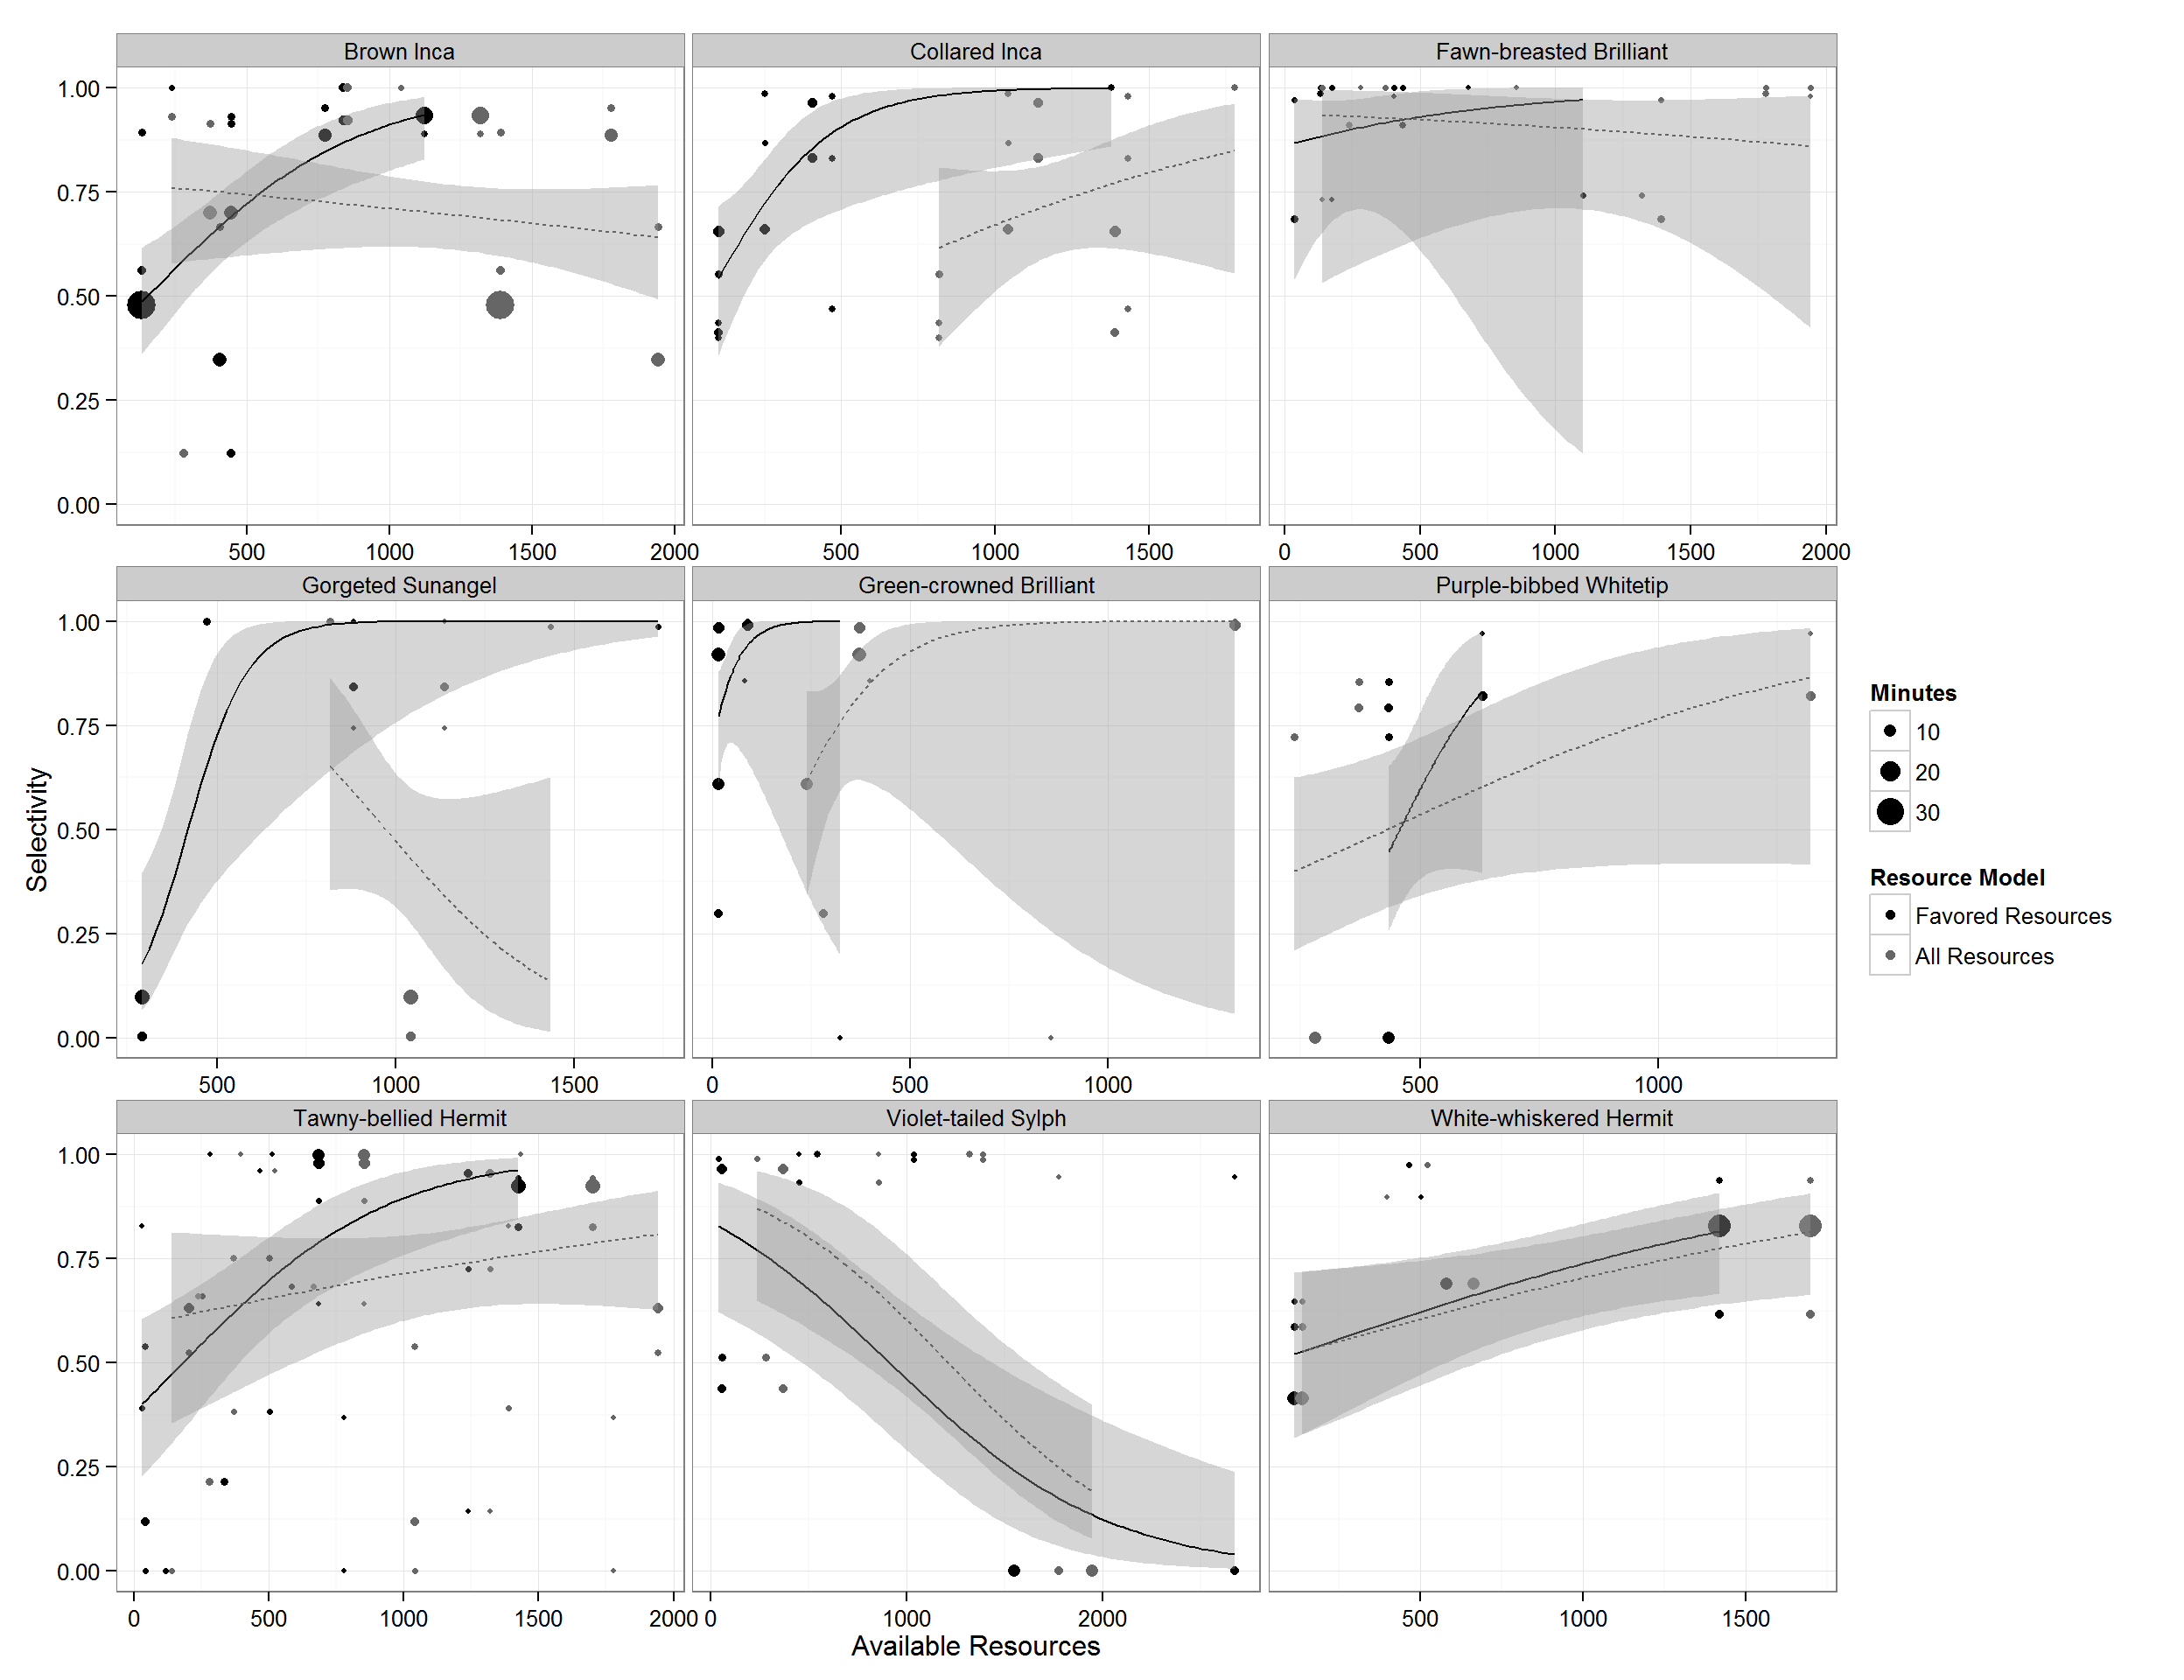 Brown Inca
Collared Inca
Fawn-breasted Brilliant
1.00
0.75
0.50
0.25
0.00
500 1000 1500 2000
500 1000 1500
0 500 1000 1500 2000
Gorgeted Sunangel
Green-crowned Brilliant
Purple-bibbed Whitetip
1.00
0.75
0.50
0.25
0.00
500 1000 1500
0 500 1000
500 1000
Tawny-bellied Hermit
Violet-tailed Sylph
White-whiskered Hermit
1.00
0.75
0.50
0.25
0.00
0 500 1000 1500 2000
0 1000 2000
500 1000 1500
Selectivity
Available Resources
Minutes
10
20
30
Resource Model
Favored Resources
All Resources